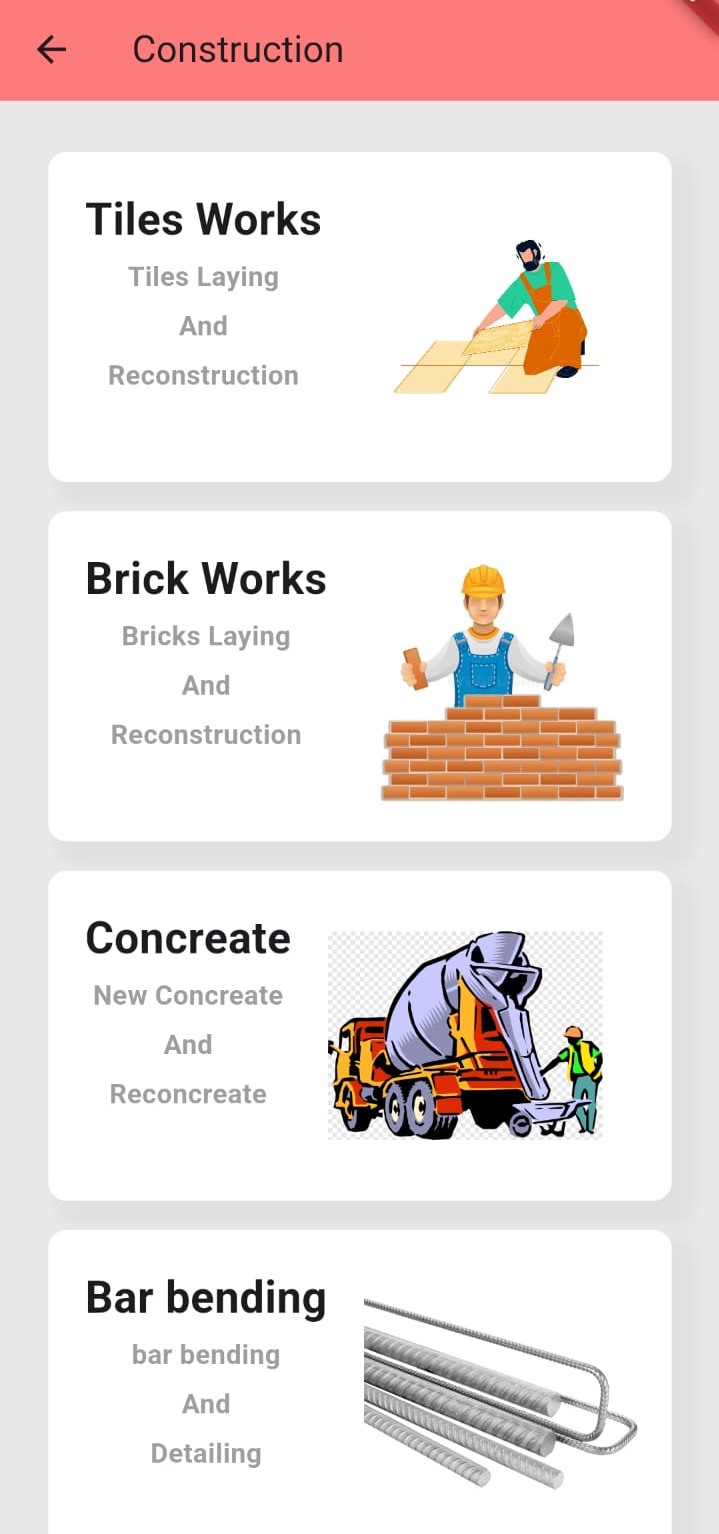 Construction
Tiles Works
Tiles Laying
And
Reconstruction
Brick Works
Bricks Laying
And
Reconstruction
Concreate
New Concreate
And
Reconcreate
Bar bending
bar bending
And
Detailing